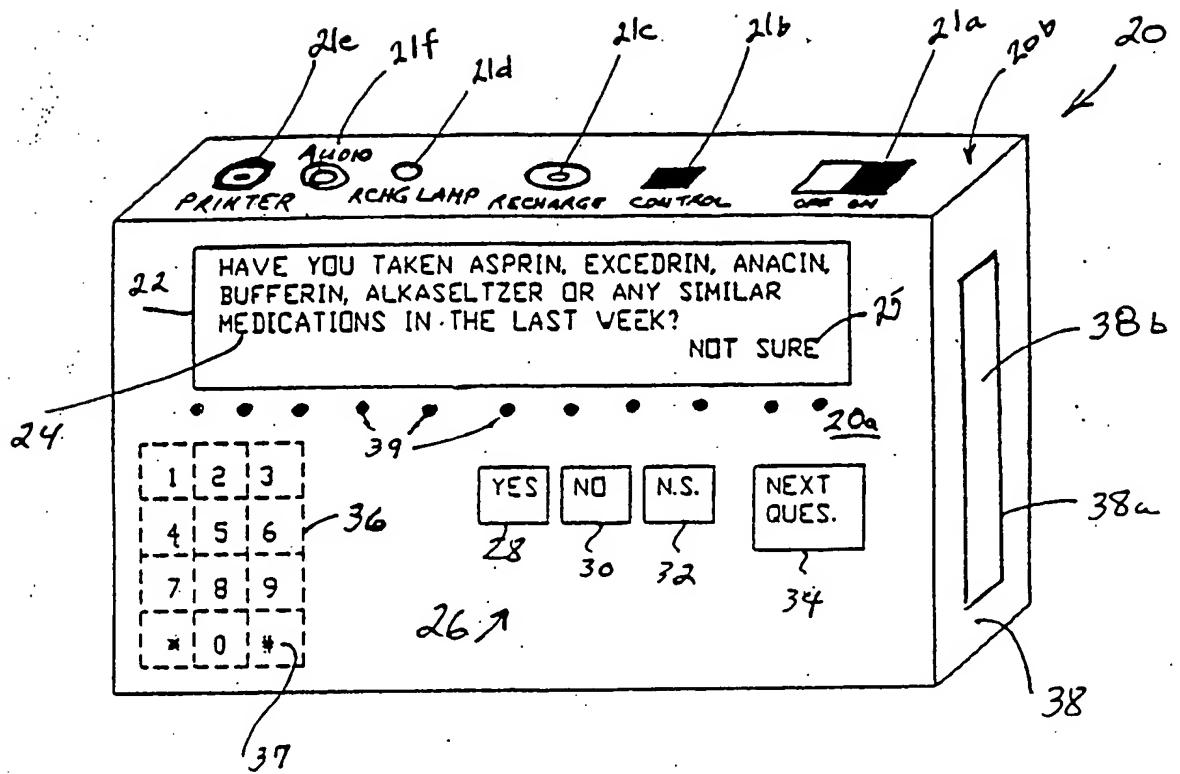 21e 21f 21d 21c 21b 21a 20b 20
AUDIO
PRINTER RCHG LAMP RECHARGE CONTROL OFF ON
HAVE YOU TAKEN ASPRIN, EXCEDRIN, ANACIN,
22 BUFFERIN, ALKASELTZER OR ANY SIMILAR 25
MEDICATIONS IN THE LAST WEEK?
NOT SURE
38b
24 39 20a
1 2 3
YES NO N.S. NEXT
QUES.
38a
4 5 6 36
28 30 32 34
7 8 9
* 0 #
26
38
37